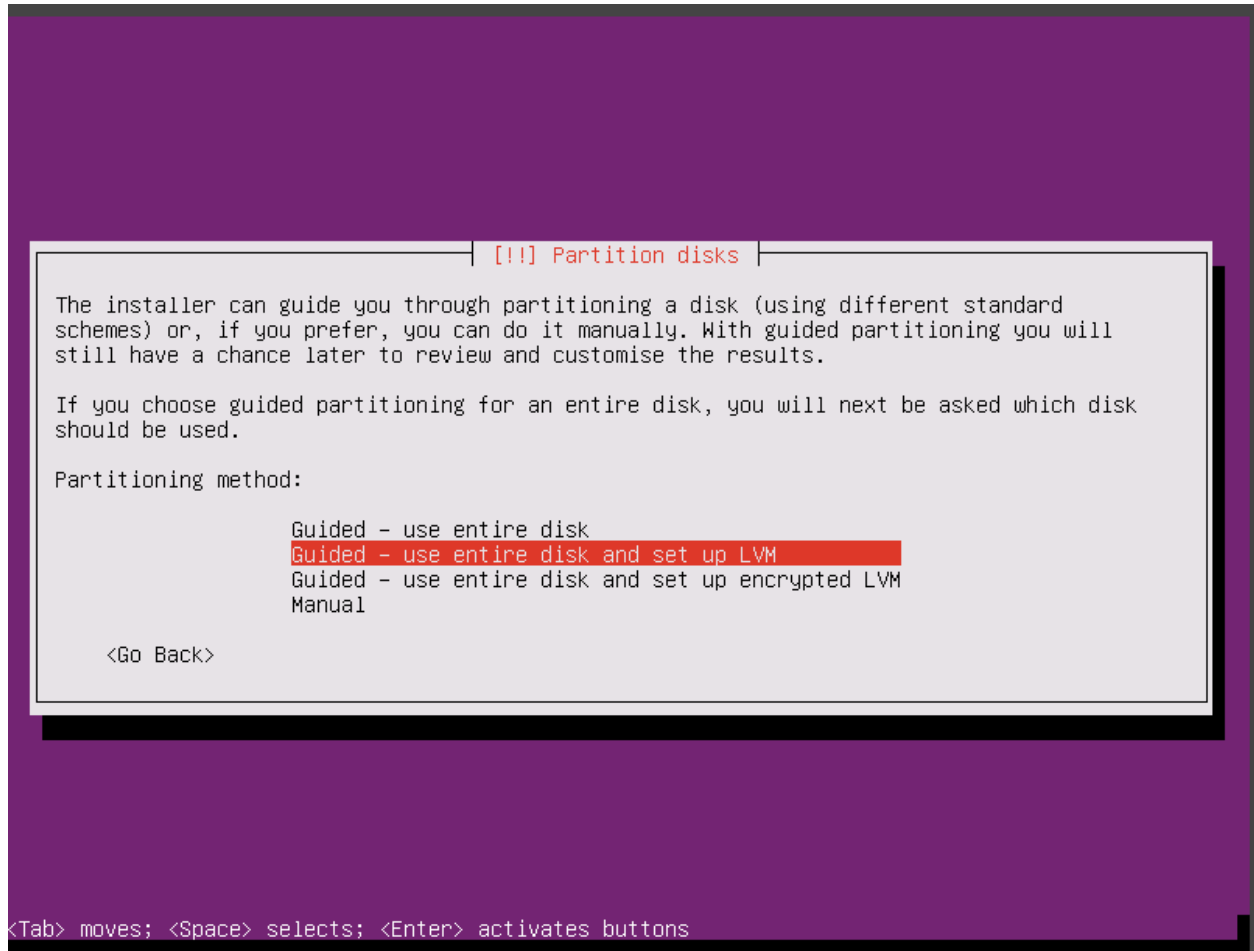 [!!] Partition disks
The installer can guide you through partitioning a disk (using different standard
schemes) or, if you prefer, you can do it manually. With guided partitioning you will
still have a chance later to review and customise the results.
If you choose guided partitioning for an entire disk, you will next be asked which disk
should be used.
Partitioning method:
Guided – use entire disk
Guided – use entire disk and set up LVM
Guided – use entire disk and set up encrypted LVM
Manual
<Go Back>
<Tab> moves; <Space> selects; <Enter> activates buttons